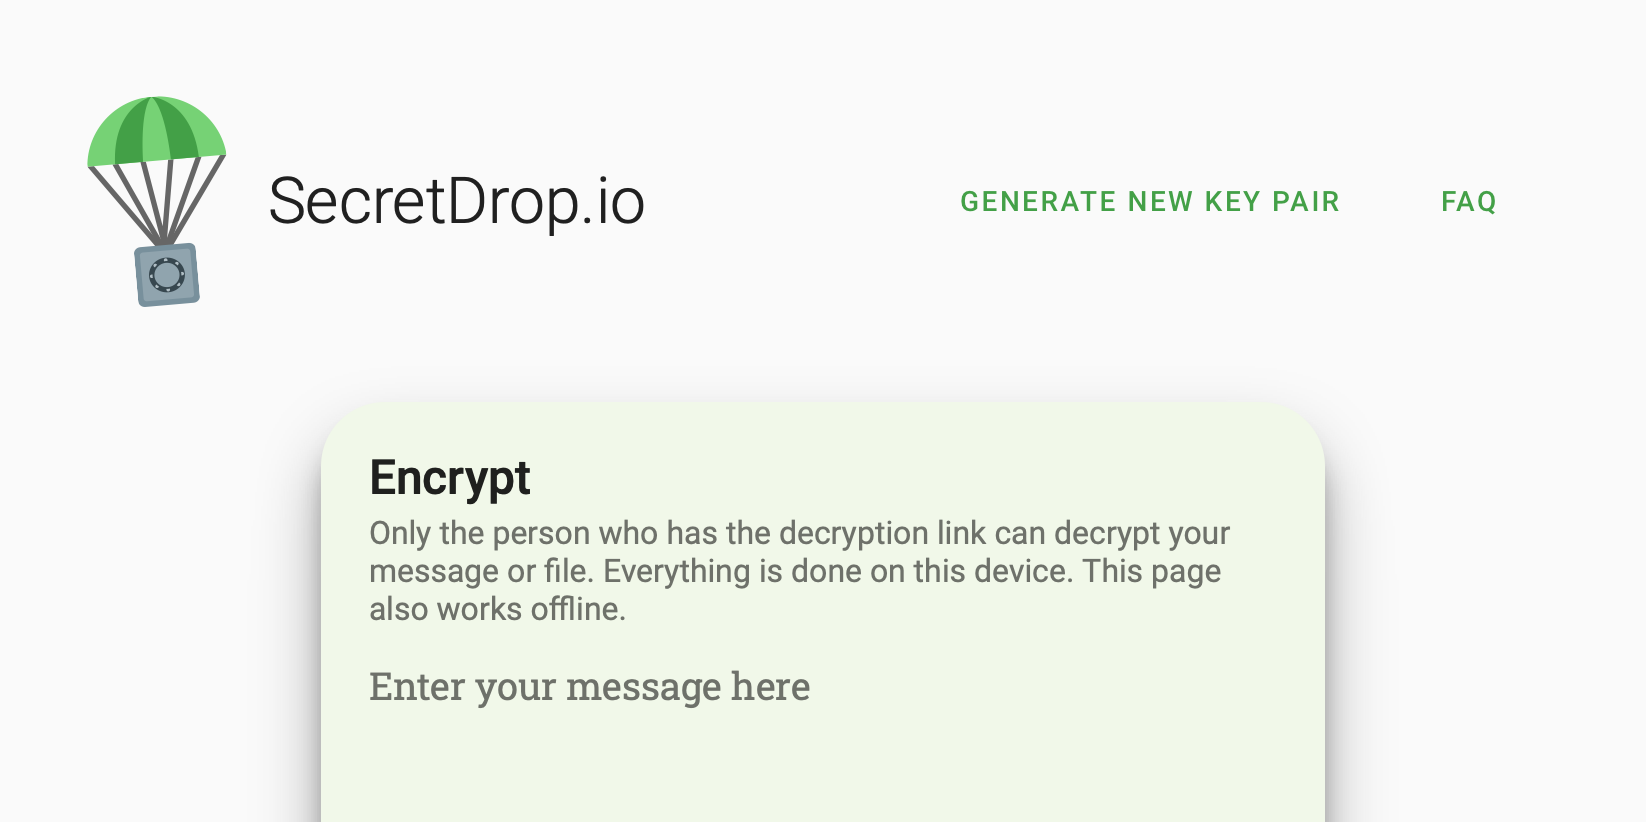 SecretDrop.io
GENERATE NEW KEY PAIR
FAQ
Encrypt
Only the person who has the decryption link can decrypt your
message or file. Everything is done on this device. This page
also works offline.
Enter your message here